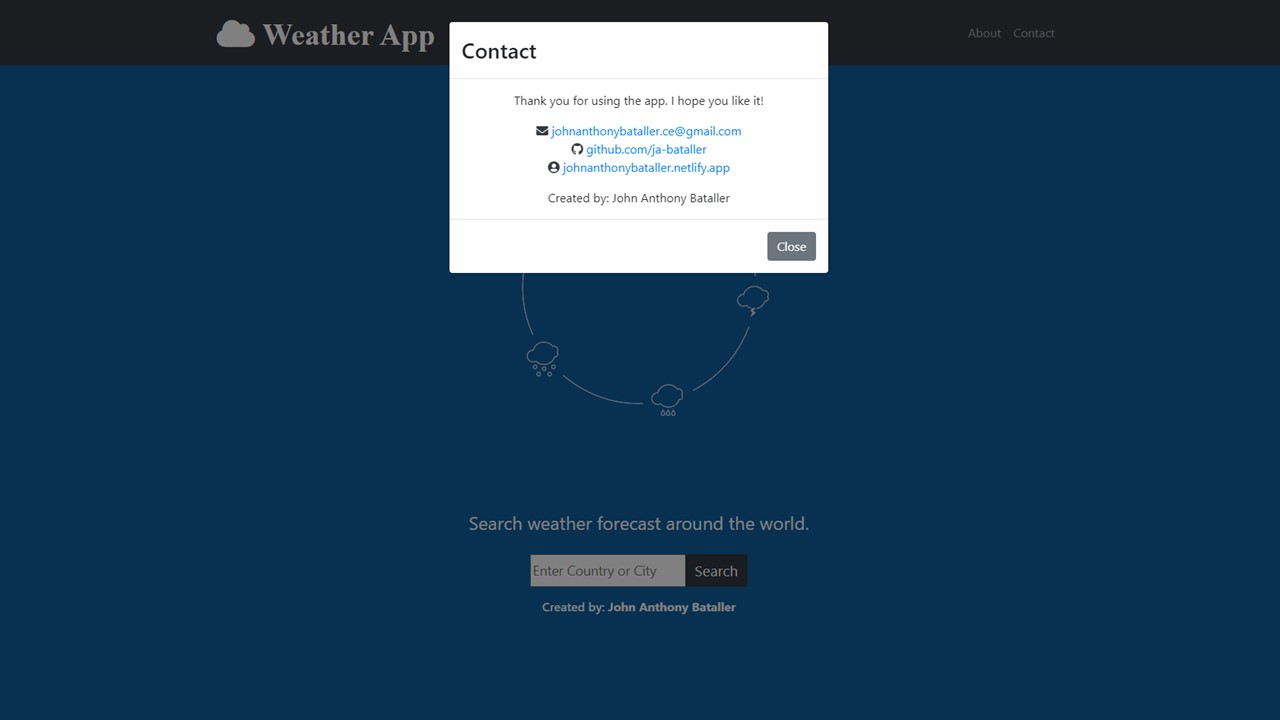 Weather App
About Contact
Contact
Thank you for using the app. I hope you like it!
johnanthonybataller.ce@gmail.com
github.com/ja-bataller
johnanthonybataller.netlify.app
Created by: John Anthony Bataller
Close
Search weather forecast around the world.
Enter Country or City Search
Created by: John Anthony Bataller